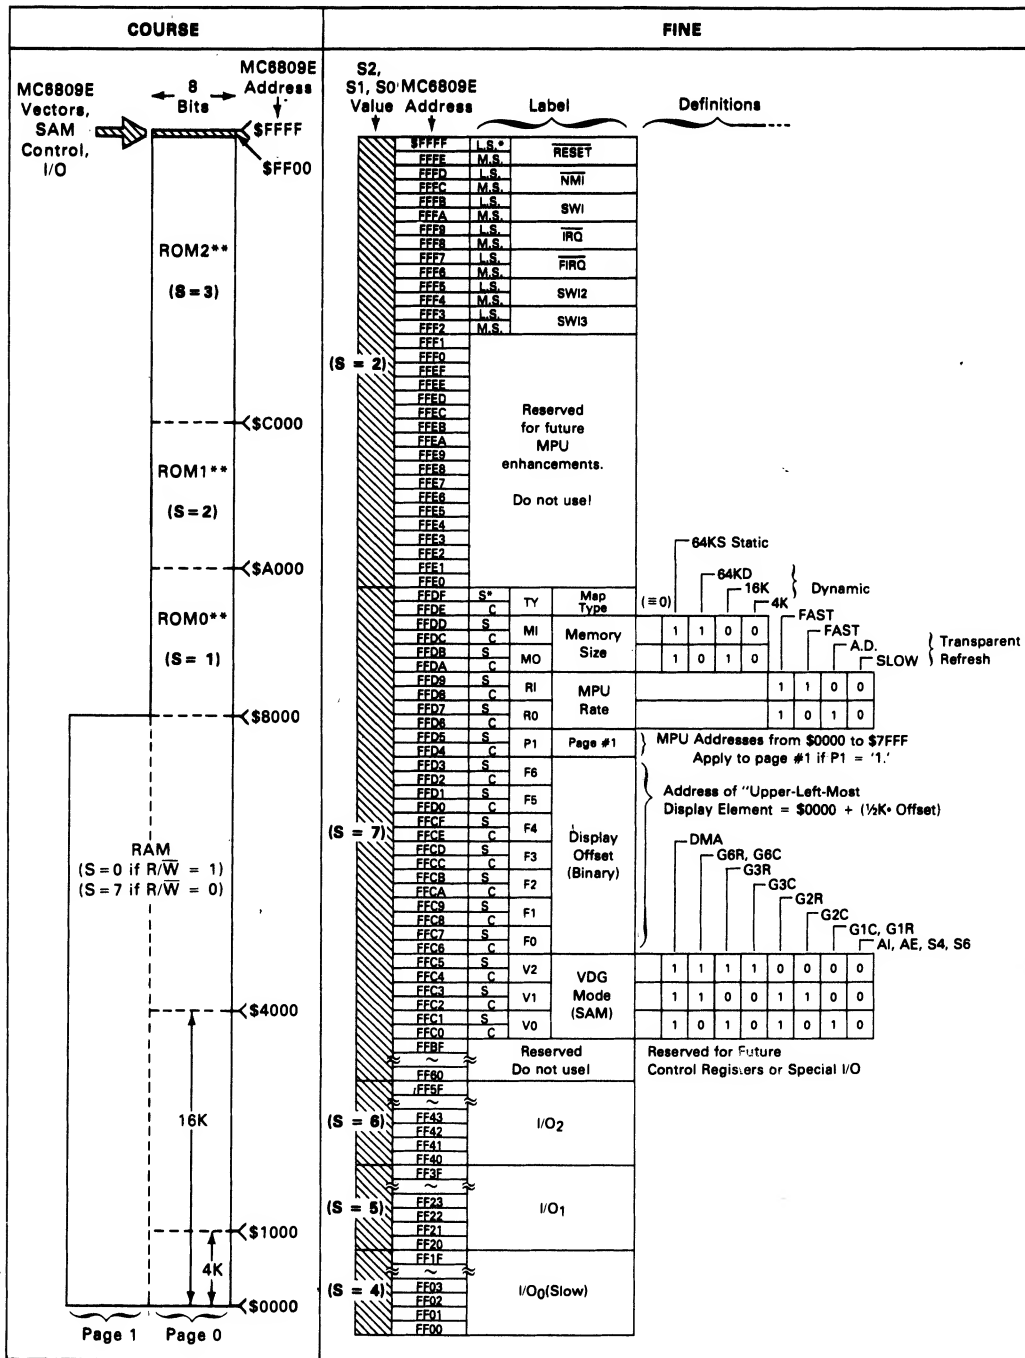 COURSE
FINE
MC6809E
Vectors,
SAM
Control,
I/O
8
Bits
MC6809E
Address
$FFFF
$FF00
ROM2**
(S=3)
$C000
ROM1**
(S=2)
$A000
ROM0**
(S=1)
$8000
RAM
(S=0 if R/W̅ = 1)
(S=7 if R/W̅ = 0)
$4000
16K
$1000
4K
$0000
Page 1 Page 0
S2,
S1, S0
Value
MC6809E
Address
Label
Definitions
$FFFF L.S.* R̅E̅S̅E̅T̅
FFFE M.S.
FFFD L.S. N̅M̅I̅
FFFC M.S.
FFFB L.S. SWI
FFFA M.S.
FFF9 L.S. I̅R̅Q̅
FFF8 M.S.
FFF7 L.S. F̅I̅R̅Q̅
FFF6 M.S.
FFF5 L.S. SWI2
FFF4 M.S.
FFF3 L.S. SWI3
FFF2 M.S.
(S = 2)
FFF1
FFF0
FFEF
FFEE
FFED
FFEC
FFEB
FFEA
FFE9
FFE8
FFE7
FFE6
FFE5
FFE4
FFE3
FFE2
FFE1
FFE0
Reserved
for future
MPU
enhancements.
Do not use!
64KS Static
64KD
16K
4K
Dynamic
FFDF S* TY Map
FFDE C Type
(≡0)
FFDD S MI Memory 1 1 0 0
FFDC C Size
FFDB S MO 1 0 1 0
FFDA C
FAST
FAST
A.D.
SLOW
Transparent
Refresh
FFD9 S RI MPU 1 1 0 0
FFD8 C Rate
FFD7 S R0 1 0 1 0
FFD6 C
FFD5 S P1 Page #1
FFD4 C
MPU Addresses from $0000 to $7FFF
Apply to page #1 if P1 = '1.'
FFD3 S F6
FFD2 C
FFD1 S F5
FFD0 C
FFCF S F4
FFCE C
FFCD S F3
FFCC C
FFCB S F2
FFCA C
FFC9 S F1
FFC8 C
FFC7 S F0
FFC6 C
Display
Offset
(Binary)
Address of "Upper-Left-Most
Display Element = $0000 + (½K• Offset)
(S = 7)
DMA
G6R, G6C
G3R
G3C
G2R
G2C
G1C, G1R
AI, AE, S4, S6
FFC5 S V2 1 1 1 1 0 0 0 0
FFC4 C
FFC3 S V1 1 1 0 0 1 1 0 0
FFC2 C
FFC1 S V0 1 0 1 0 1 0 1 0
FFC0 C
VDG
Mode
(SAM)
FFBF
~
FF60
Reserved
Do not use!
Reserved for Future
Control Registers or Special I/O
(S = 6)
FF5F
~
FF43
FF42
FF41
FF40
I/O2
(S = 5)
FF3F
~
FF23
FF22
FF21
FF20
I/O1
(S = 4)
FF1F
~
FF03
FF02
FF01
FF00
I/O0(Slow)